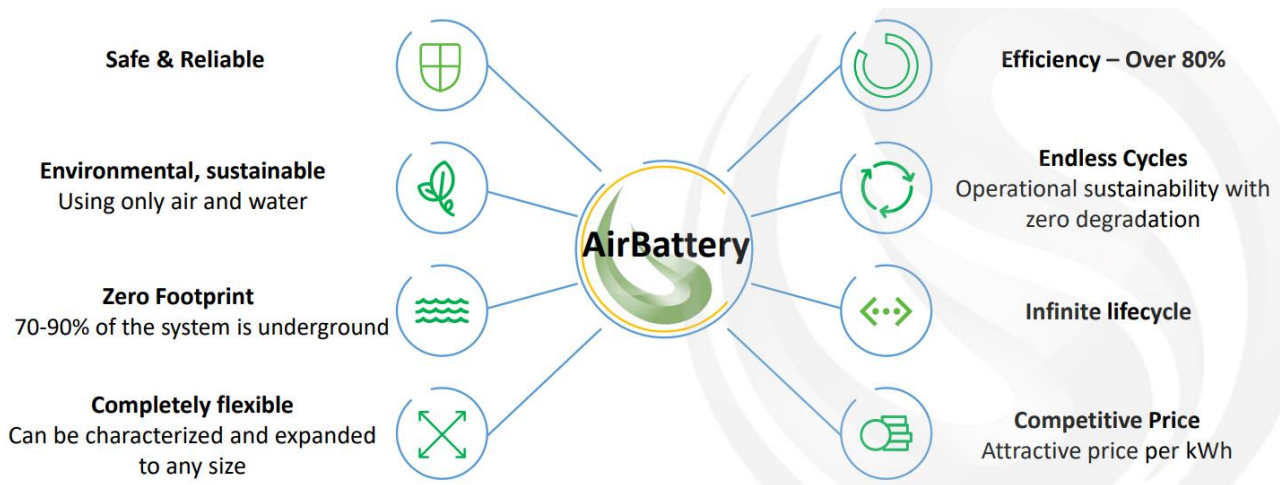 Safe & Reliable
Environmental, sustainable
Using only air and water
Zero Footprint
70-90% of the system is underground
Completely flexible
Can be characterized and expanded
to any size
AirBattery
Efficiency – Over 80%
Endless Cycles
Operational sustainability with
zero degradation
Infinite lifecycle
Competitive Price
Attractive price per kWh